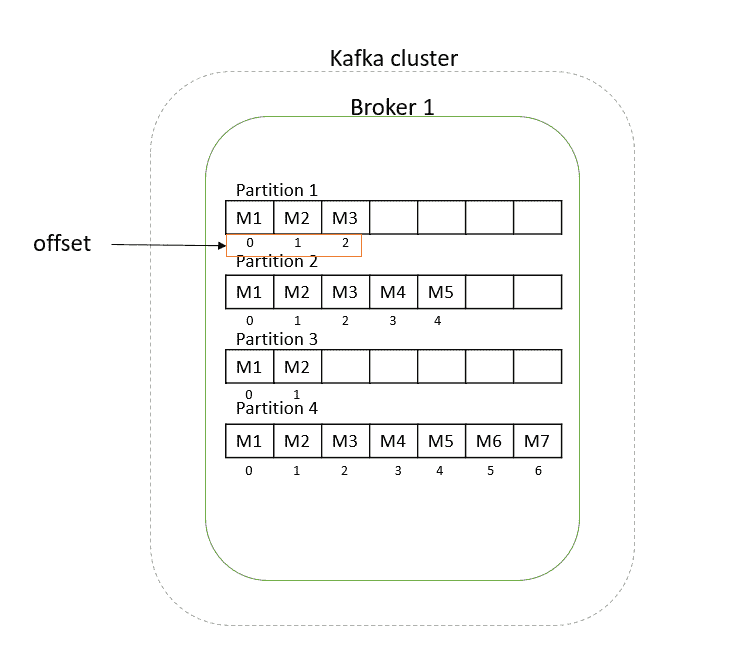 Kafka cluster
Broker 1
Partition 1
M1 M2 M3
offset
0 1 2
Partition 2
M1 M2 M3 M4 M5
0 1 2 3 4
Partition 3
M1 M2
0 1
Partition 4
M1 M2 M3 M4 M5 M6 M7
0 1 2 3 4 5 6